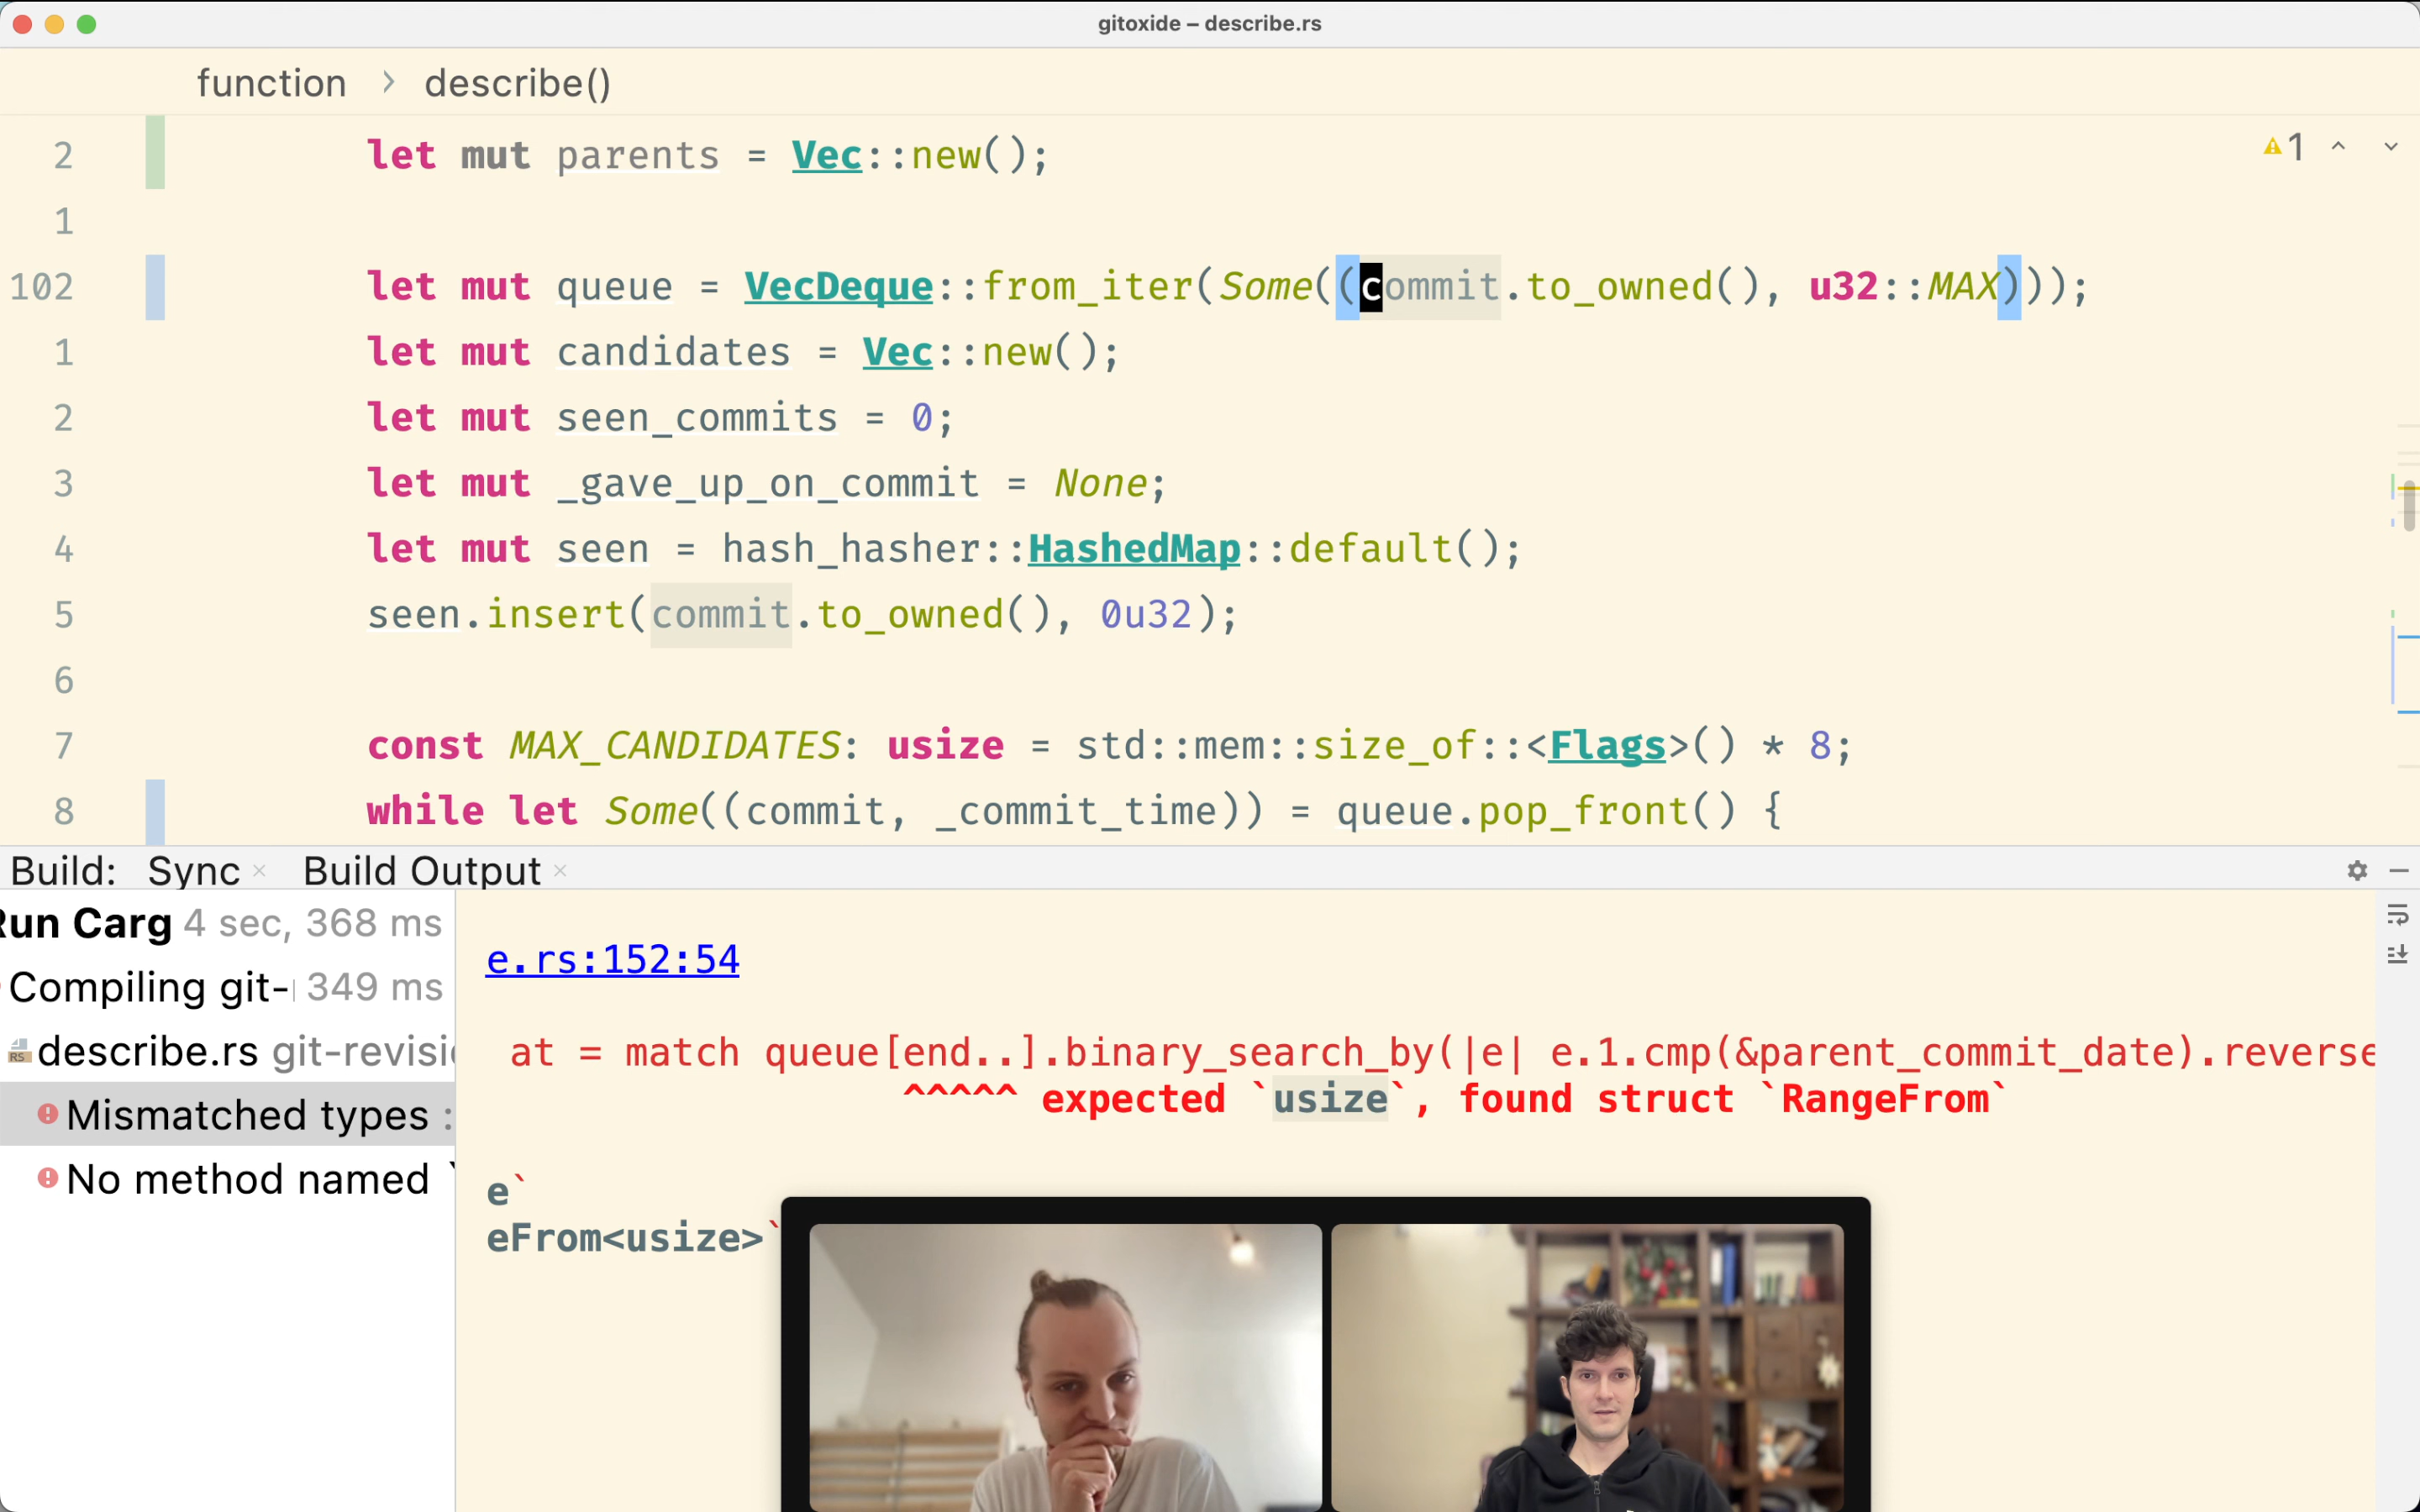 gitoxide – describe.rs
function › describe()
2 let mut parents = Vec::new();
1
102 let mut queue = VecDeque::from_iter(Some((commit.to_owned(), u32::MAX)));
1 let mut candidates = Vec::new();
2 let mut seen_commits = 0;
3 let mut _gave_up_on_commit = None;
4 let mut seen = hash_hasher::HashedMap::default();
5 seen.insert(commit.to_owned(), 0u32);
6
7 const MAX_CANDIDATES: usize = std::mem::size_of::<Flags>() * 8;
8 while let Some((commit, _commit_time)) = queue.pop_front() {
1
Build: Sync × Build Output ×
Run Carg 4 sec, 368 ms
Compiling git- 349 ms
describe.rs git-revisi
Mismatched types :
No method named `
e.rs:152:54
at = match queue[end..].binary_search_by(|e| e.1.cmp(&parent_commit_date).reverse
^^^^^ expected `usize`, found struct `RangeFrom`
e`
eFrom<usize>`